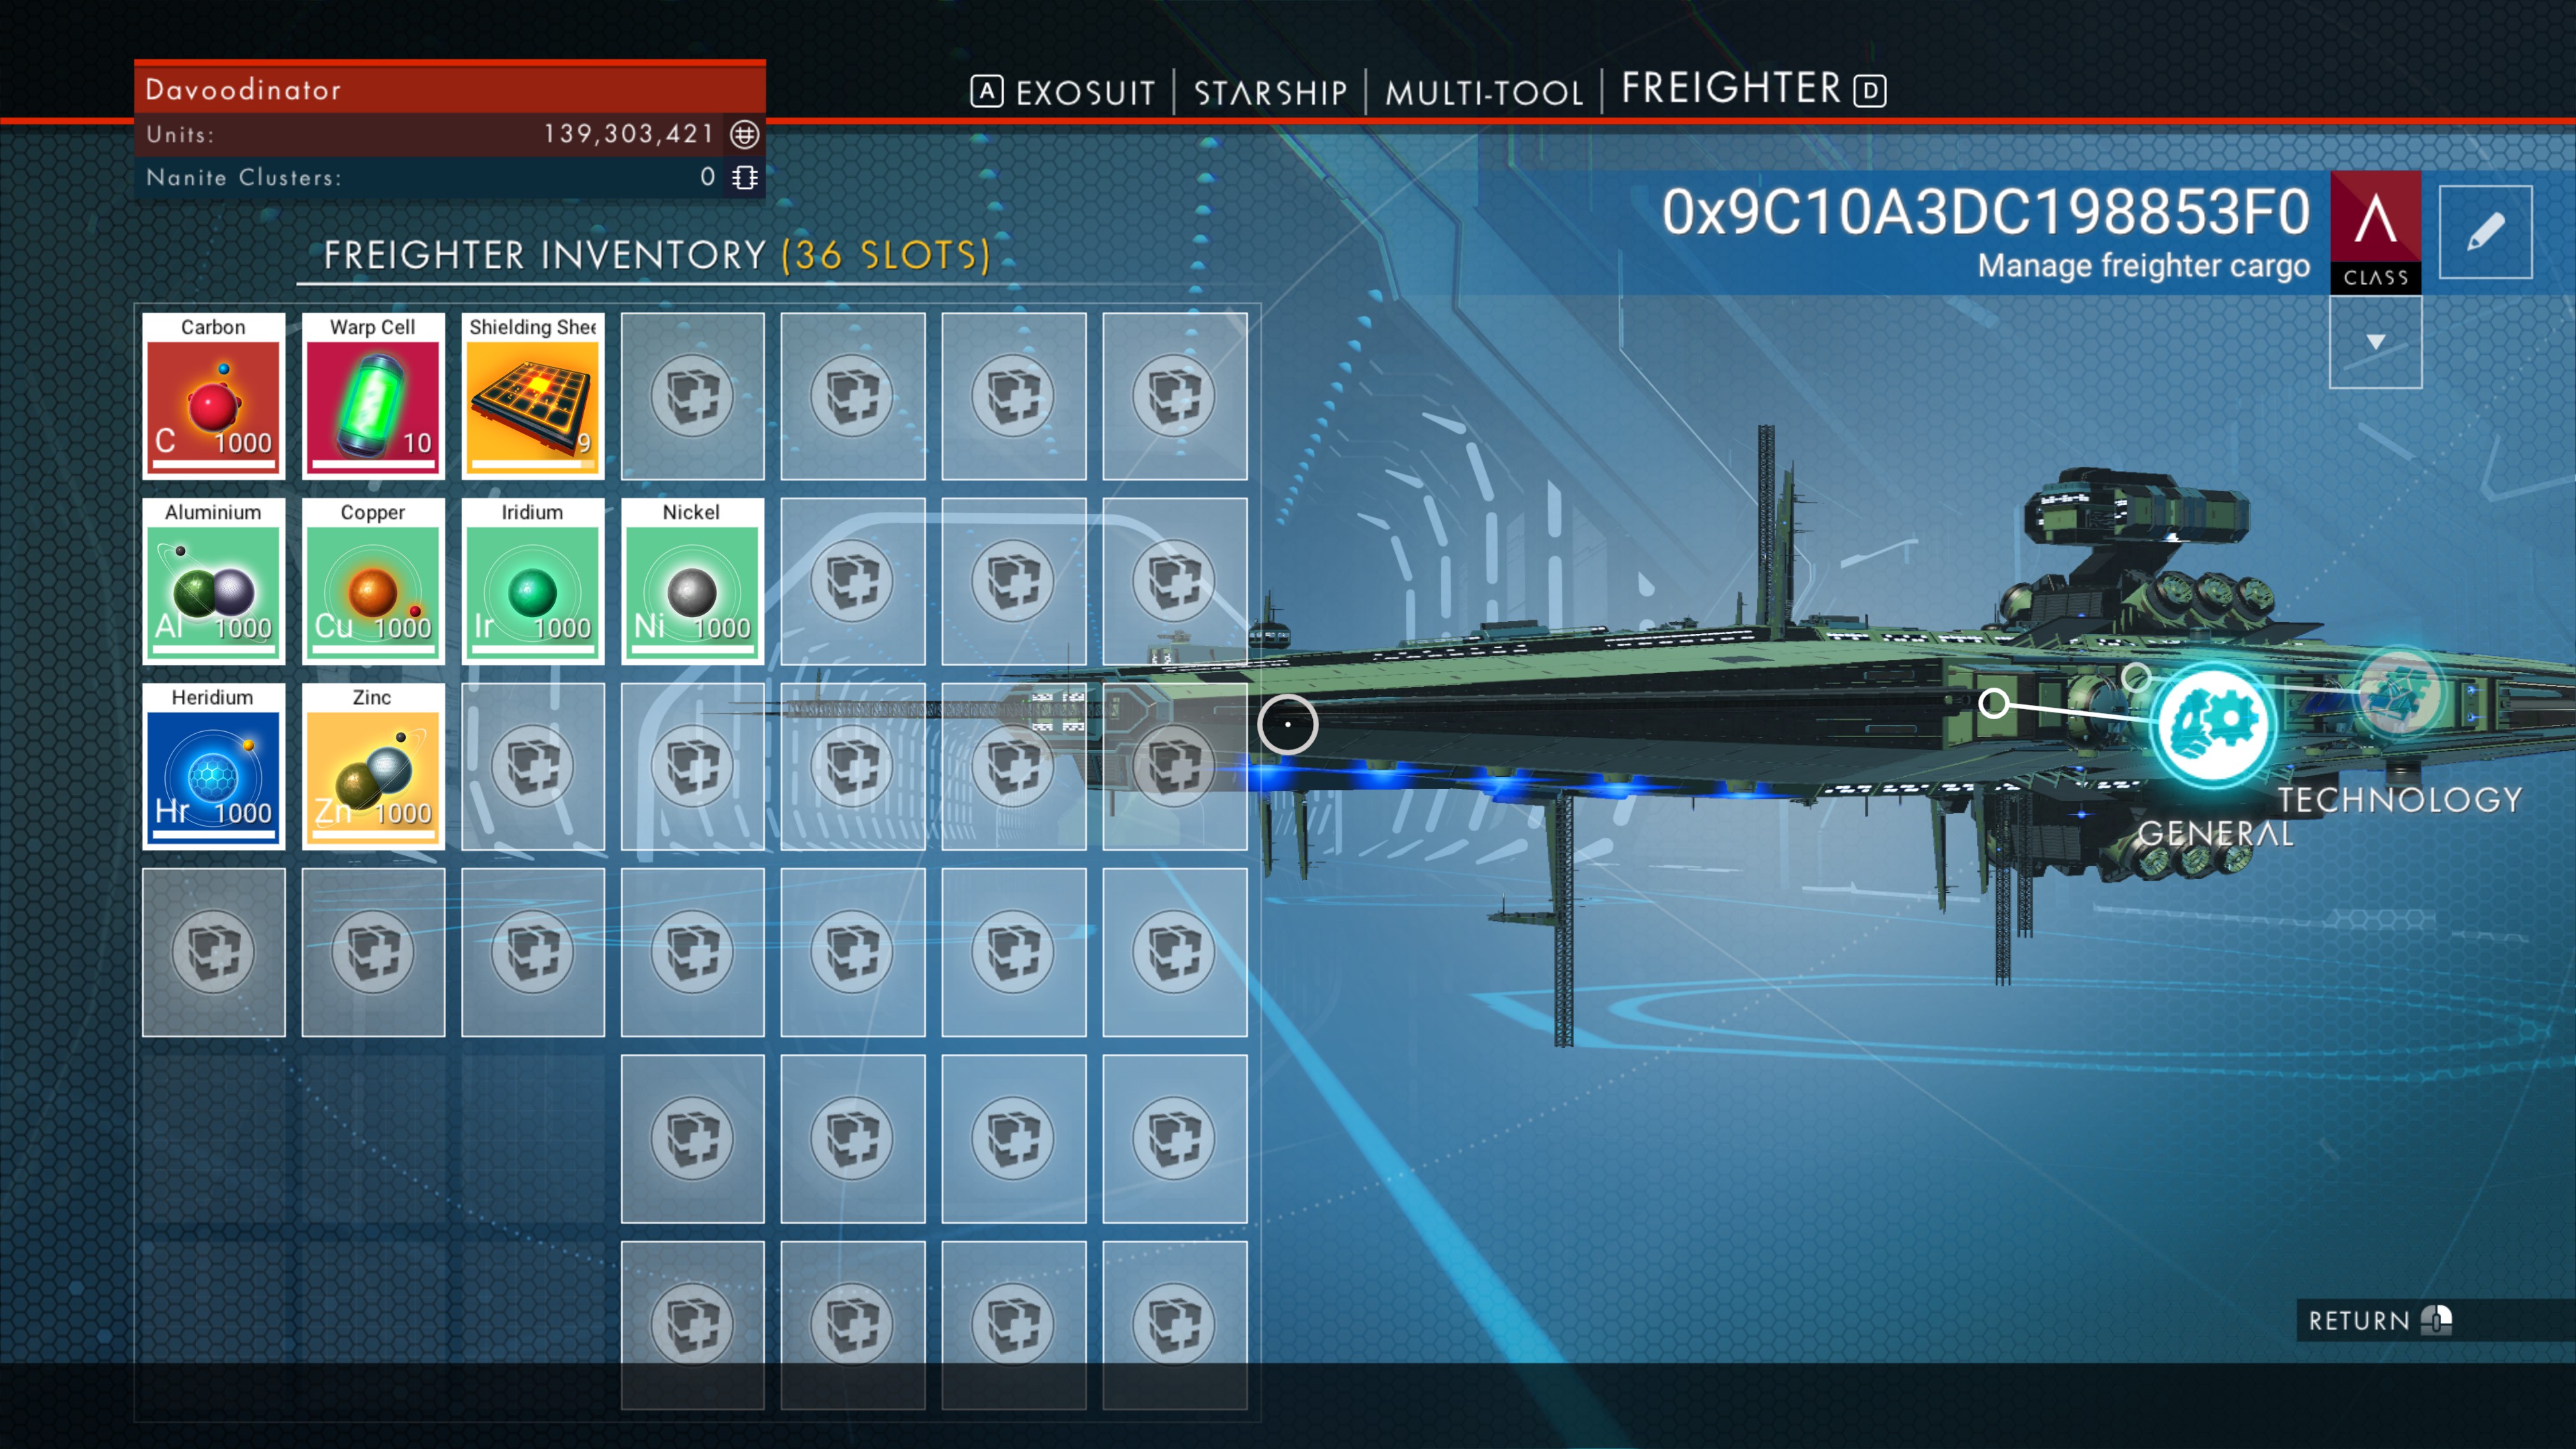 Davoodinator
Units: 139,303,421
Nanite Clusters: 0
A EXOSUIT STARSHIP MULTI-TOOL FREIGHTER D
0x9C10A3DC198853F0
Manage freighter cargo
A
CLASS
FREIGHTER INVENTORY (36 SLOTS)
Carbon Warp Cell Shielding Shee
C 1000 10 9
Aluminium Copper Iridium Nickel
Al 1000 Cu 1000 Ir 1000 Ni 1000
Heridium Zinc
Hr 1000 Zn 1000
TECHNOLOGY
GENERAL
RETURN